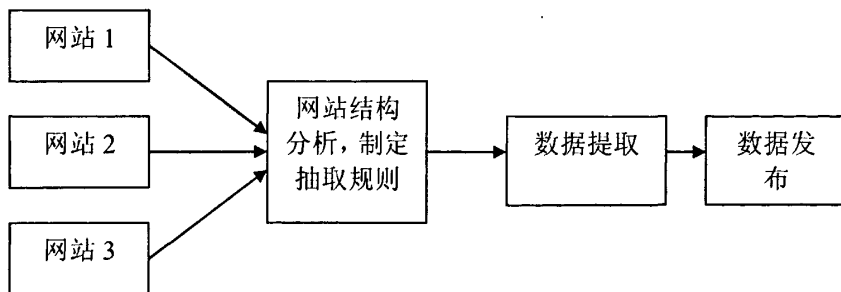 网站 1
网站 2
网站 3
网站结构
分析，制定
抽取规则
数据提取
数据发
布